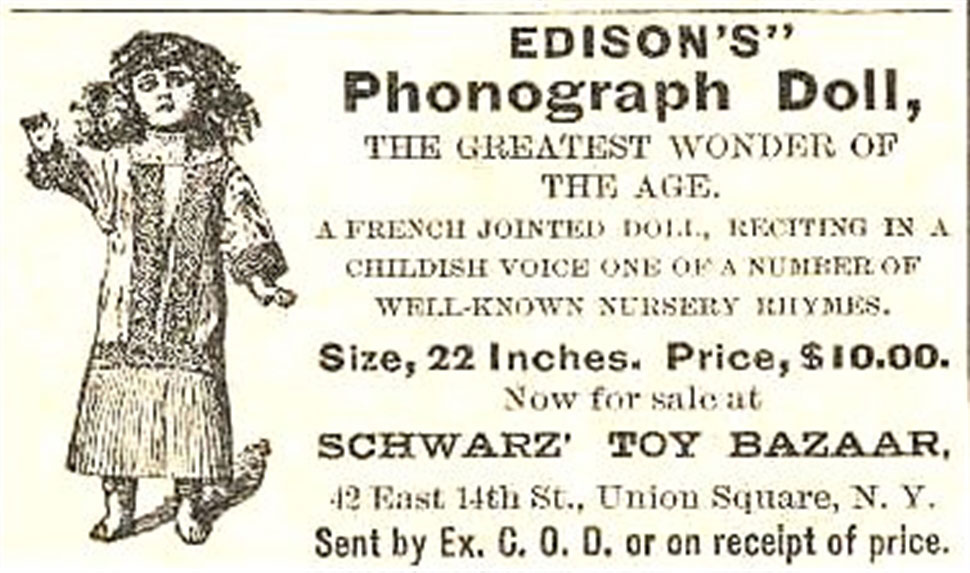 EDISON'S"
Phonograph Doll,
THE GREATEST WONDER OF
THE AGE.
A FRENCH JOINTED DOLL, RECITING IN A
CHILDISH VOICE ONE OF A NUMBER OF
WELL-KNOWN NURSERY RHYMES.
Size, 22 Inches. Price, $10.00.
Now for sale at
SCHWARZ' TOY BAZAAR,
42 East 14th St., Union Square, N. Y.
Sent by Ex. C. O. D. or on receipt of price.